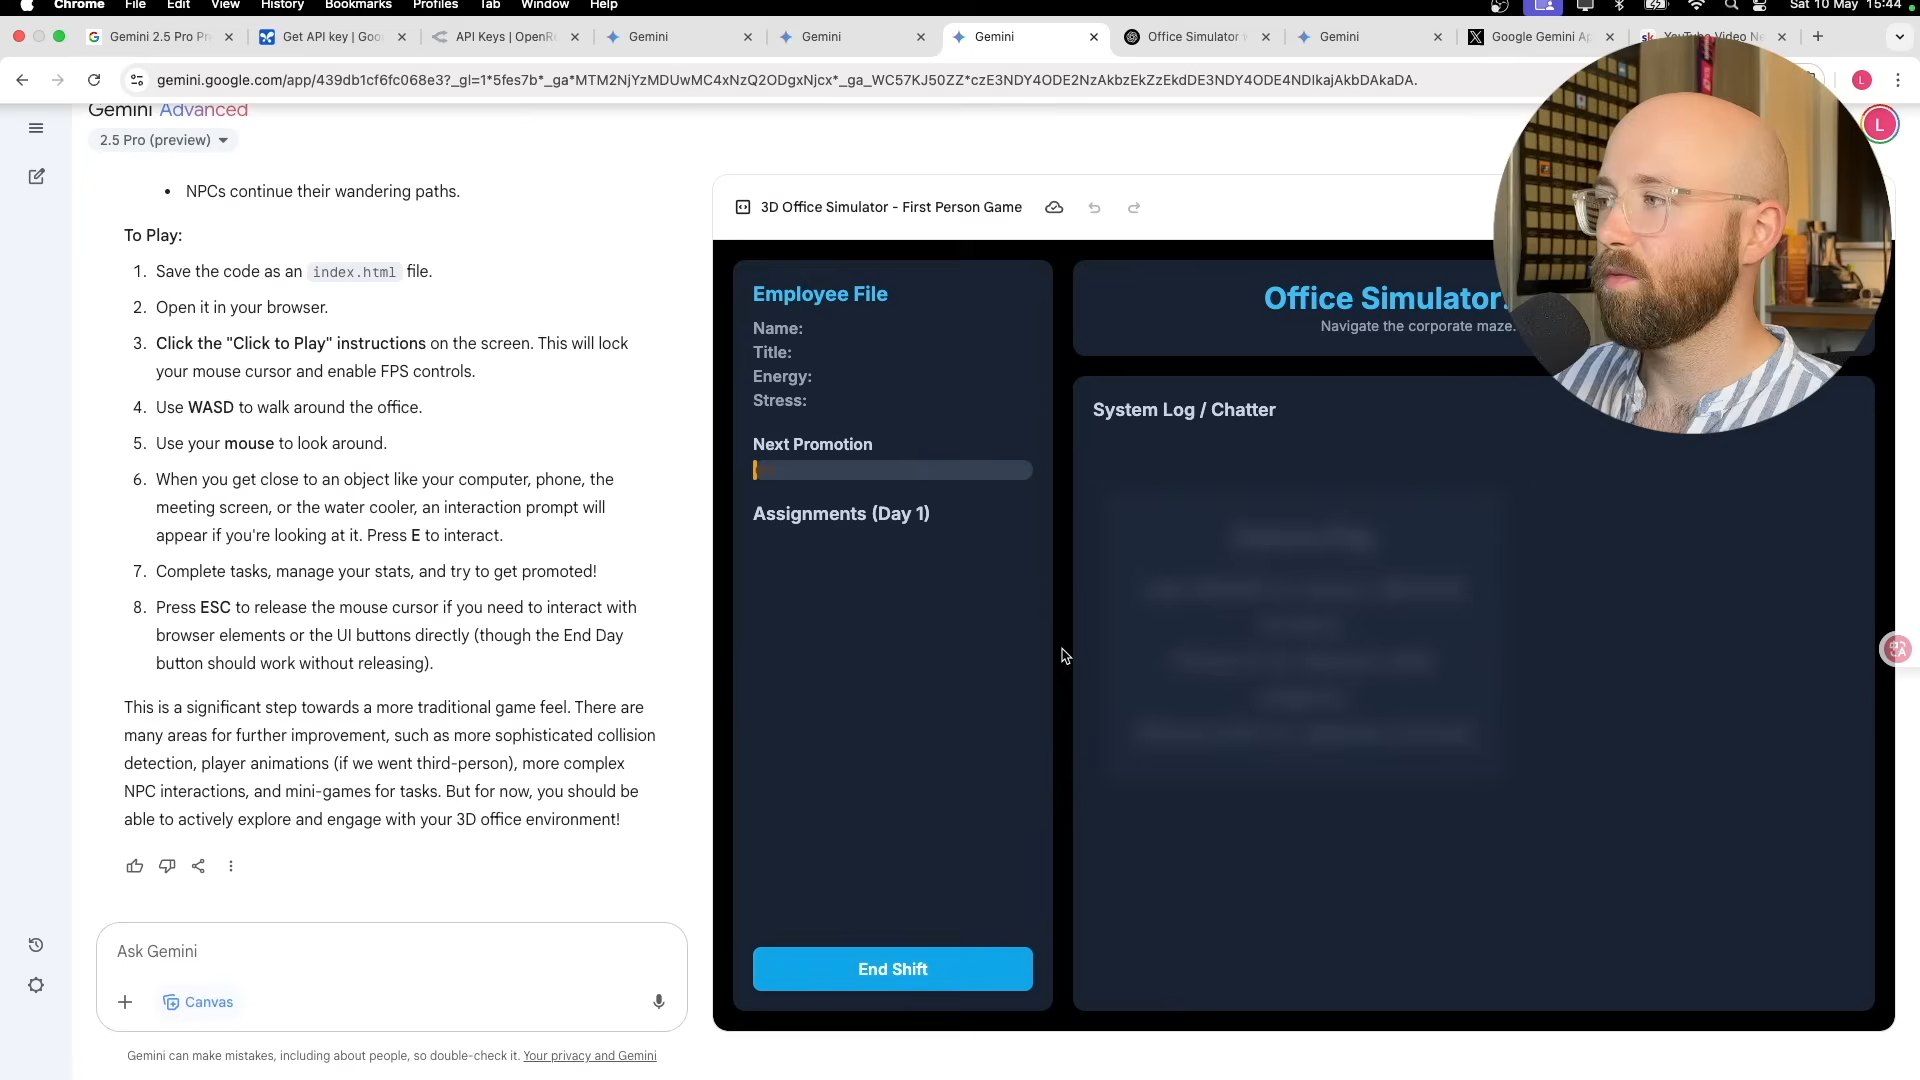 Chrome File Edit View History Bookmarks Profiles Tab Window Help
Sat 10 May 15:44
Gemini 2.5 Pro Pr
Get API key | Goo
API Keys | OpenR
Gemini
Gemini
Gemini
Office Simulator
Gemini
Google Gemini Ap
YouTube Video Ne
gemini.google.com/app/439db1cf6fc068e3?_gl=1*5fes7b*_ga*MTM2NjYzMDUwMC4xNzQ2ODgxNjcx*_ga_WC57KJ50ZZ*czE3NDY4ODE2NzAkbzEkZzEkdDE3NDY4ODE4NDIkajAkbDAkaDA.
L
Gemini Advanced
L
2.5 Pro (preview)
• NPCs continue their wandering paths.
To Play:
1. Save the code as an index.html file.
2. Open it in your browser.
3. Click the "Click to Play" instructions on the screen. This will lock
your mouse cursor and enable FPS controls.
4. Use WASD to walk around the office.
5. Use your mouse to look around.
6. When you get close to an object like your computer, phone, the
meeting screen, or the water cooler, an interaction prompt will
appear if you're looking at it. Press E to interact.
7. Complete tasks, manage your stats, and try to get promoted!
8. Press ESC to release the mouse cursor if you need to interact with
browser elements or the UI buttons directly (though the End Day
button should work without releasing).
This is a significant step towards a more traditional game feel. There are
many areas for further improvement, such as more sophisticated collision
detection, player animations (if we went third-person), more complex
NPC interactions, and mini-games for tasks. But for now, you should be
able to actively explore and engage with your 3D office environment!
Ask Gemini
Canvas
Gemini can make mistakes, including about people, so double-check it. Your privacy and Gemini
3D Office Simulator - First Person Game
Employee File
Name:
Title:
Energy:
Stress:
Next Promotion
Assignments (Day 1)
End Shift
Office Simulator:
Navigate the corporate maze.
System Log / Chatter